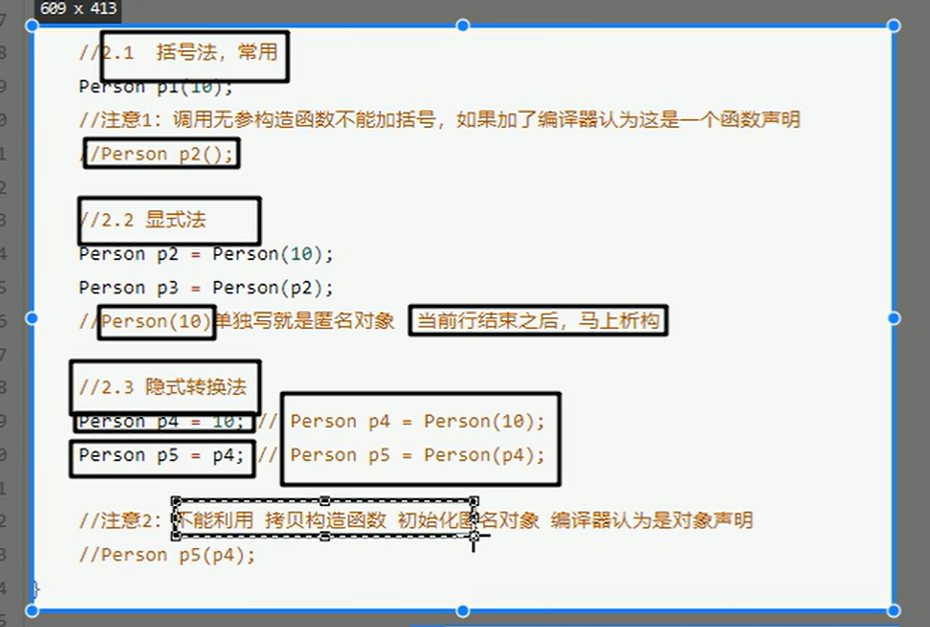 609 x 413
//2.1  括号法，常用
Person p1(10);
//注意1：调用无参构造函数不能加括号，如果加了编译器认为这是一个函数声明
//Person p2();
//2.2 显式法
Person p2 = Person(10);
Person p3 = Person(p2);
//Person(10)单独写就是匿名对象  当前行结束之后，马上析构
//2.3 隐式转换法
Person p4 = 10; // Person p4 = Person(10);
Person p5 = p4; // Person p5 = Person(p4);
//注意2：不能利用 拷贝构造函数 初始化匿名对象 编译器认为是对象声明
//Person p5(p4);
}